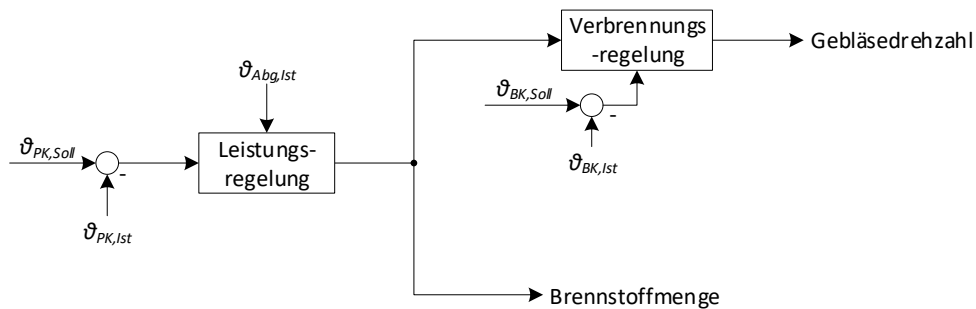 Verbrennungs
-regelung
Gebläsedrehzahl
ϑAbg,Ist
ϑBK,Soll
-
ϑBK,Ist
ϑPK,Soll
-
Leistungs-
regelung
ϑPK,Ist
Brennstoffmenge